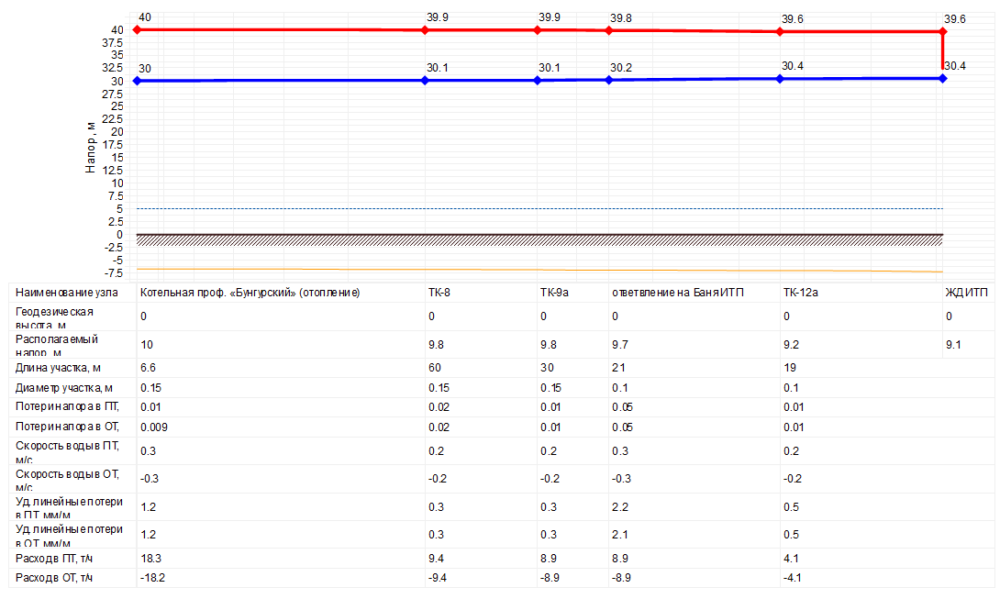 40 39.9 39.9 39.8 39.6 39.6
40
37.5
35
32.5
30
27.5
25
22.5
20
17.5
15
12.5
10
7.5
5
2.5
0
-2.5
-5
-7.5
30 30.1 30.1 30.2 30.4 30.4
Напор, м
Наименование узла Котельная проф. «Бунгурский» (отопление) ТК-8 ТК-9а ответвление на Баня ИТП ТК-12а ЖД ИТП
Геодезическая
высота, м
0 0 0 0 0 0
Располагаемый
напор, м
10 9.8 9.8 9.7 9.2 9.1
Длина участка, м 6.6 60 30 21 19
Диаметр участка, м 0.15 0.15 0.15 0.1 0.1
Потери напора в ПТ, 0.01 0.02 0.01 0.05 0.01
Потери напора в ОТ, 0.009 0.02 0.01 0.05 0.01
Скорость воды в ПТ,
м/с
0.3 0.2 0.2 0.3 0.2
Скорость воды в ОТ,
м/с
-0.3 -0.2 -0.2 -0.3 -0.2
Уд. линейные потери
в ПТ, мм/м
1.2 0.3 0.3 2.2 0.5
Уд. линейные потери
в ОТ, мм/м
1.2 0.3 0.3 2.1 0.5
Расход в ПТ, т/ч 18.3 9.4 8.9 8.9 4.1
Расход в ОТ, т/ч -18.2 -9.4 -8.9 -8.9 -4.1